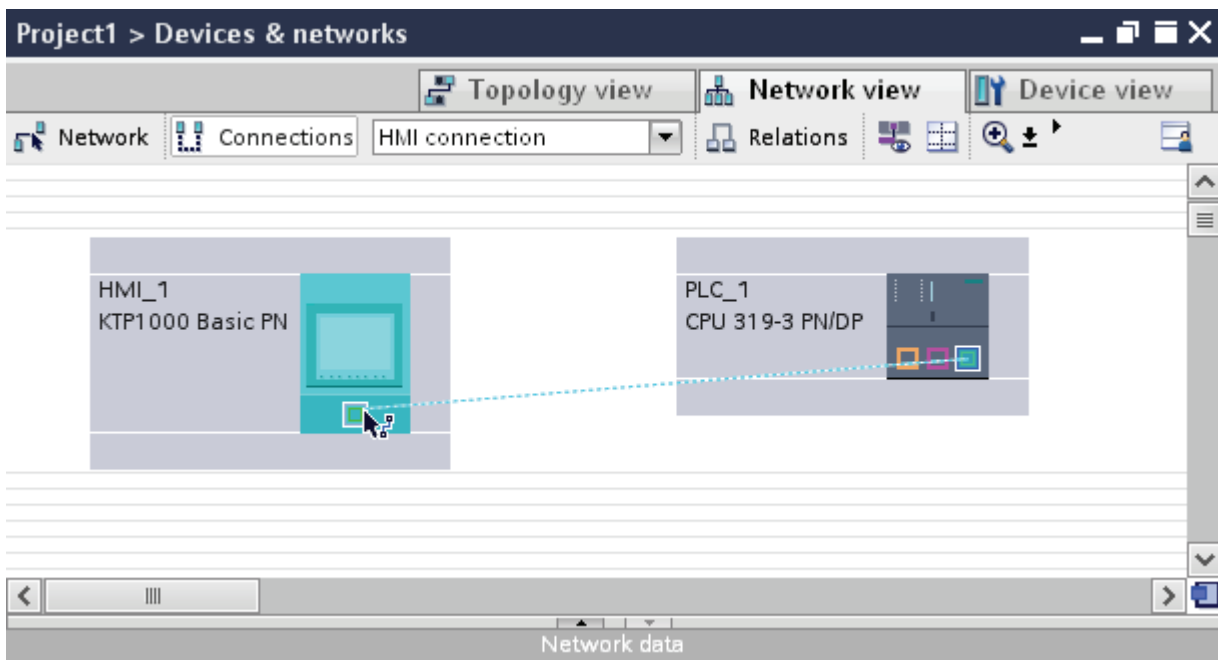 Project1 > Devices & networks
Topology view Network view Device view
Network Connections HMI connection Relations
HMI_1
KTP1000 Basic PN
PLC_1
CPU 319-3 PN/DP
Network data